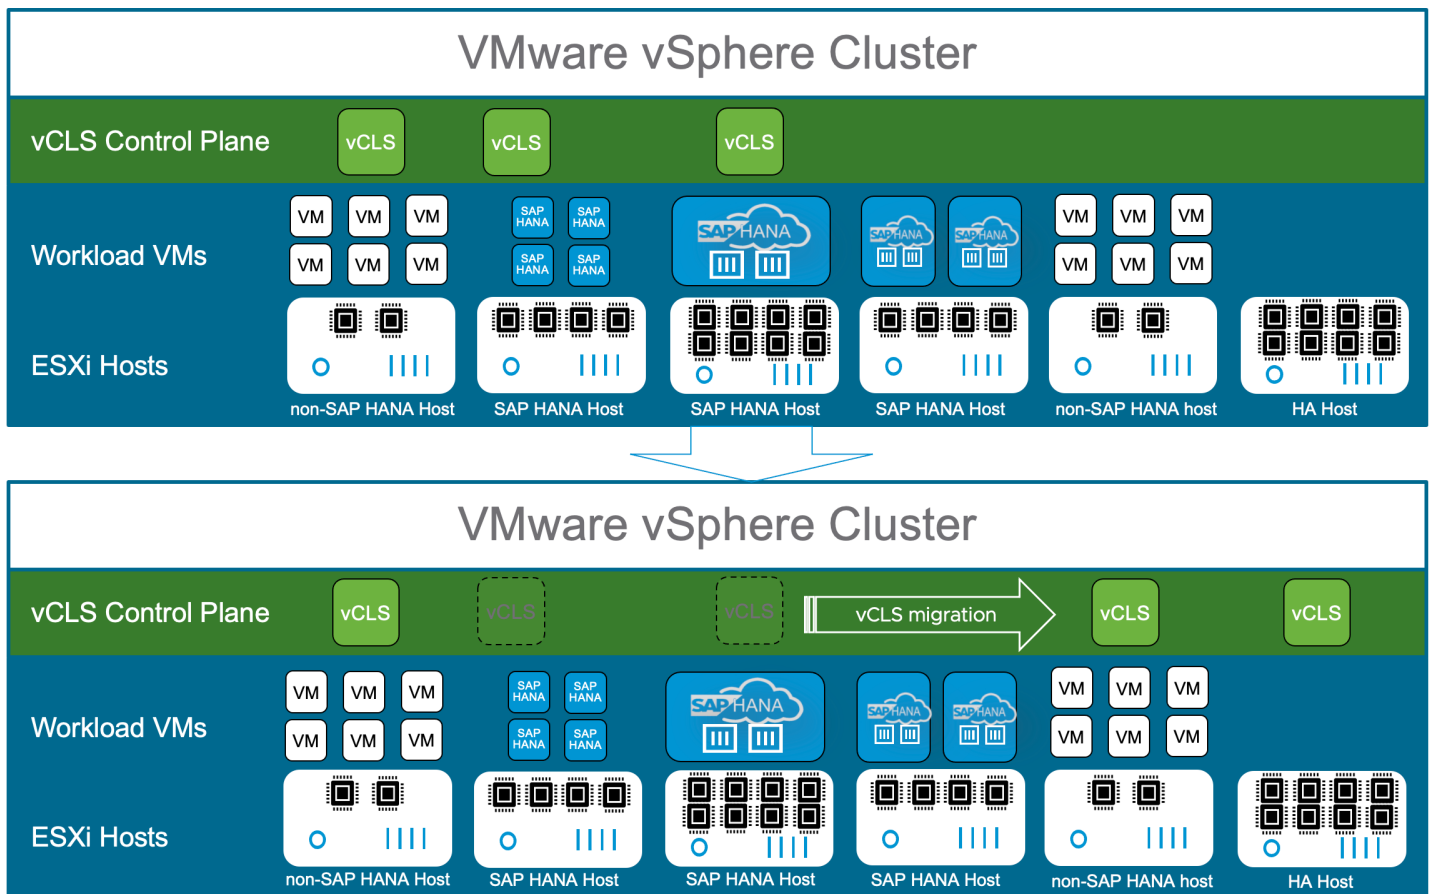 VMware vSphere Cluster
vCLS Control Plane
vCLS
vCLS
vCLS
Workload VMs
VM VM VM
VM VM VM
SAP HANA SAP HANA
SAP HANA SAP HANA
SAP HANA
SAP HANA
SAP HANA
VM VM VM
VM VM VM
ESXi Hosts
non-SAP HANA Host
SAP HANA Host
SAP HANA Host
SAP HANA Host
non-SAP HANA host
HA Host
VMware vSphere Cluster
vCLS Control Plane
vCLS
vCLS
vCLS
vCLS migration
vCLS
vCLS
Workload VMs
VM VM VM
VM VM VM
SAP HANA SAP HANA
SAP HANA SAP HANA
SAP HANA
SAP HANA
SAP HANA
VM VM VM
VM VM VM
ESXi Hosts
non-SAP HANA Host
SAP HANA Host
SAP HANA Host
SAP HANA Host
non-SAP HANA host
HA Host